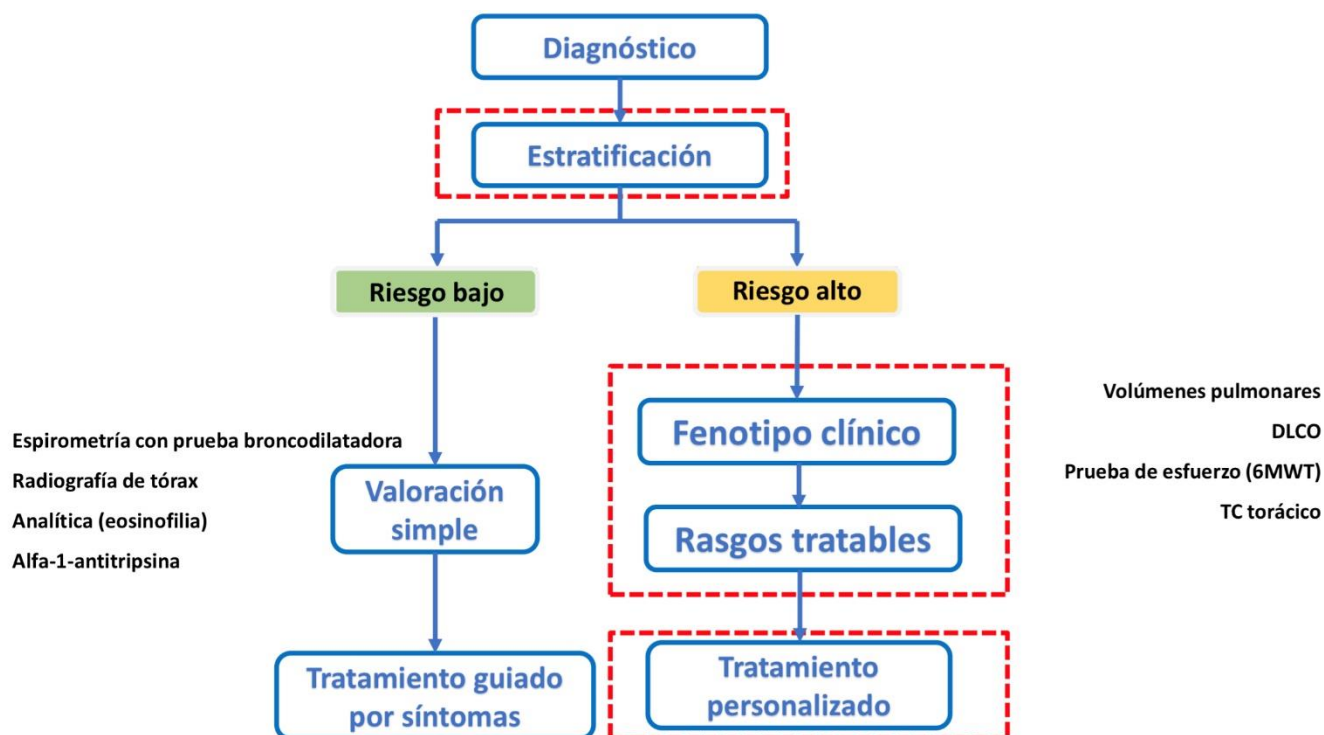 Diagnóstico
Estratificación
Riesgo bajo
Riesgo alto
Espirometría con prueba broncodilatadora
Radiografía de tórax
Analítica (eosinofilia)
Alfa-1-antitripsina
Valoración
simple
Fenotipo clínico
Rasgos tratables
Volúmenes pulmonares
DLCO
Prueba de esfuerzo (6MWT)
TC torácico
Tratamiento guiado
por síntomas
Tratamiento
personalizado